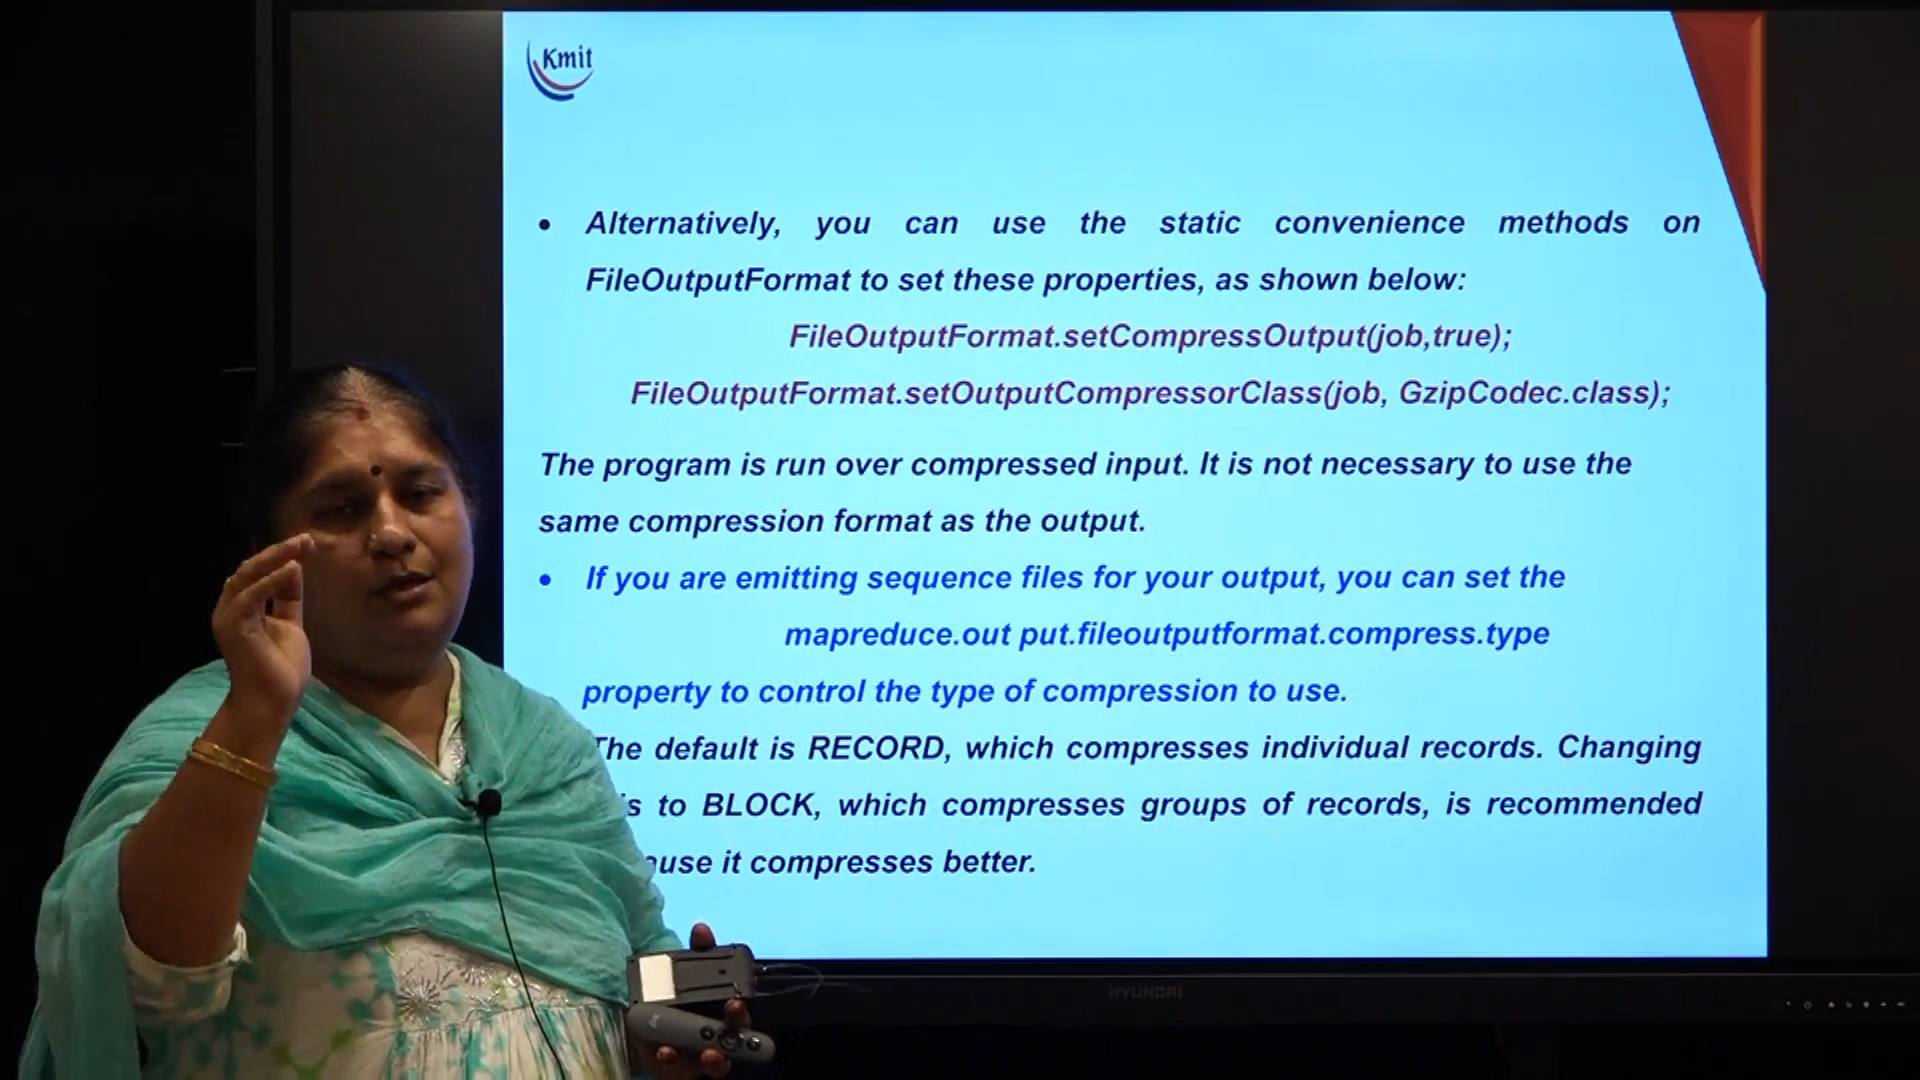 Kmit
• Alternatively, you can use the static convenience methods on
FileOutputFormat to set these properties, as shown below:
FileOutputFormat.setCompressOutput(job,true);
FileOutputFormat.setOutputCompressorClass(job, GzipCodec.class);
The program is run over compressed input. It is not necessary to use the
same compression format as the output.
• If you are emitting sequence files for your output, you can set the
mapreduce.out put.fileoutputformat.compress.type
property to control the type of compression to use.
The default is RECORD, which compresses individual records. Changing
to BLOCK, which compresses groups of records, is recommended
it compresses better.
HYUNDRI